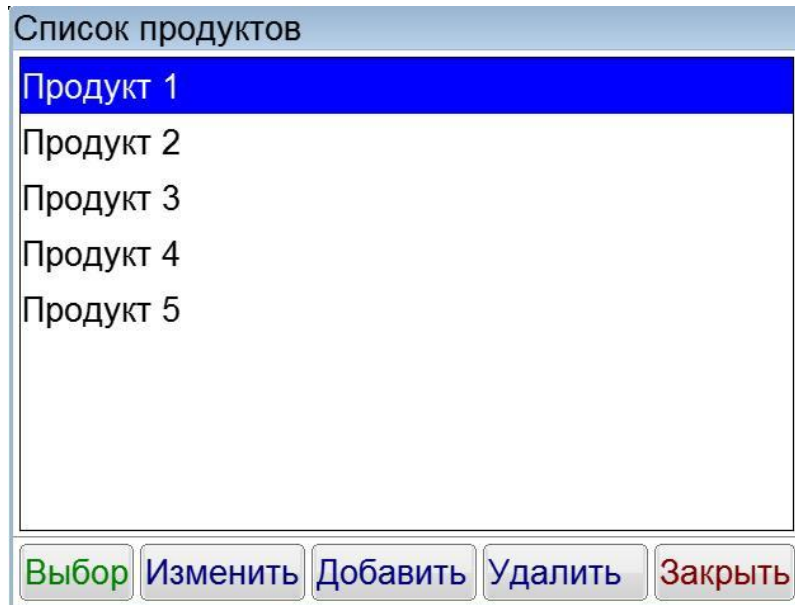 Список продуктов
Продукт 1
Продукт 2
Продукт 3
Продукт 4
Продукт 5
Выбор Изменить Добавить Удалить Закрыть